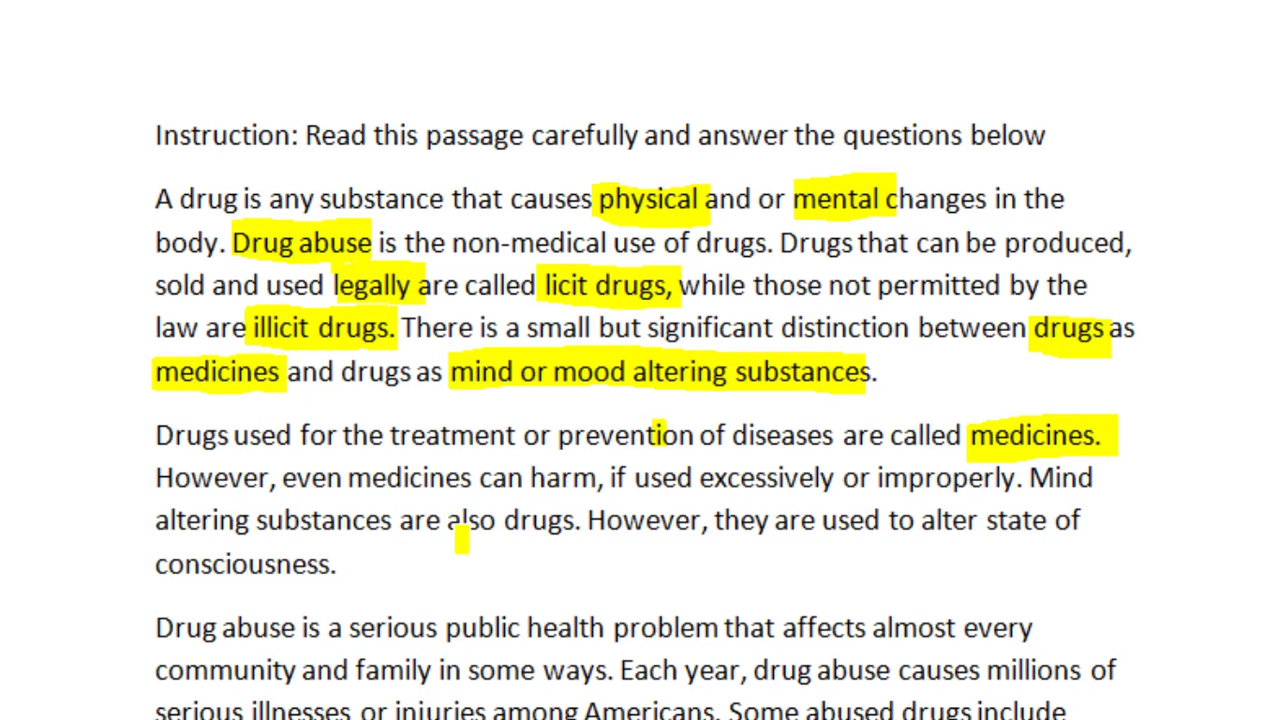 Instruction: Read this passage carefully and answer the questions below
A drug is any substance that causes physical and or mental changes in the
body. Drug abuse is the non-medical use of drugs. Drugs that can be produced,
sold and used legally are called licit drugs, while those not permitted by the
law are illicit drugs. There is a small but significant distinction between drugs as
medicines and drugs as mind or mood altering substances.
Drugs used for the treatment or prevention of diseases are called medicines.
However, even medicines can harm, if used excessively or improperly. Mind
altering substances are also drugs. However, they are used to alter state of
consciousness.
Drug abuse is a serious public health problem that affects almost every
community and family in some ways. Each year, drug abuse causes millions of
serious illnesses or injuries among Americans. Some abused drugs include